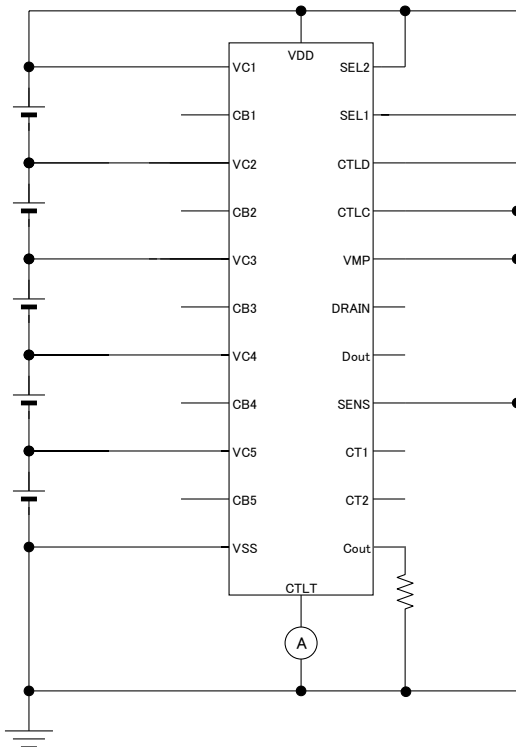 VDD
VC1
SEL2
CB1
SEL1
VC2
CTLD
CB2
CTLC
VC3
VMP
CB3
DRAIN
VC4
Dout
CB4
SENS
VC5
CT1
CB5
CT2
VSS
Cout
CTLT
A